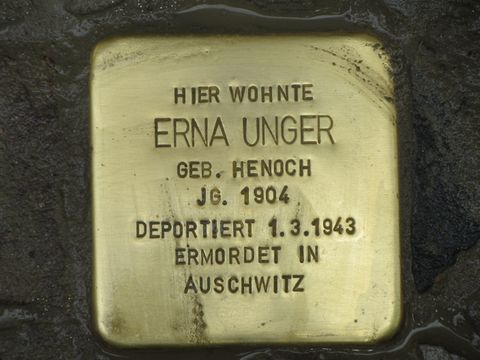 HIER WOHNTE
ERNA UNGER
GEB. HENOCH
JG. 1904
DEPORTIERT 1.3.1943
ERMORDET IN
AUSCHWITZ